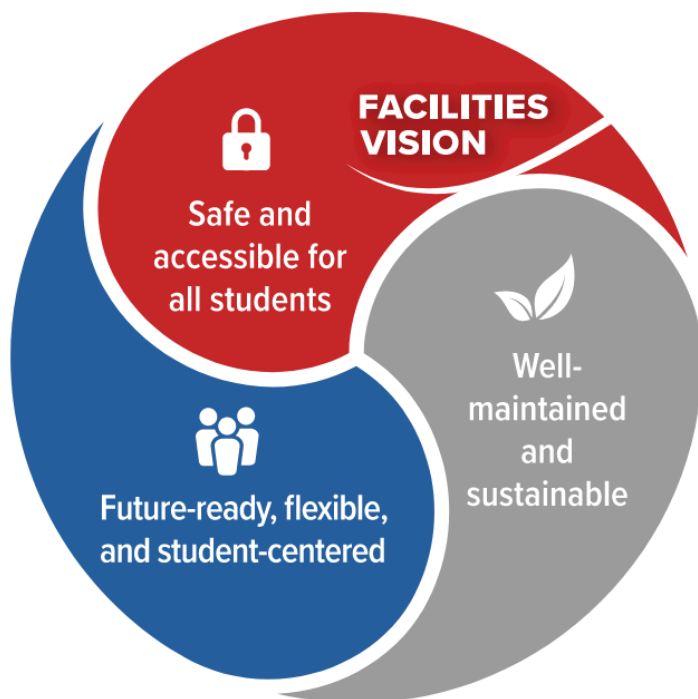 FACILITIES
VISION
Safe and
accessible for
all students
Well-
maintained
and
sustainable
Future-ready, flexible,
and student-centered